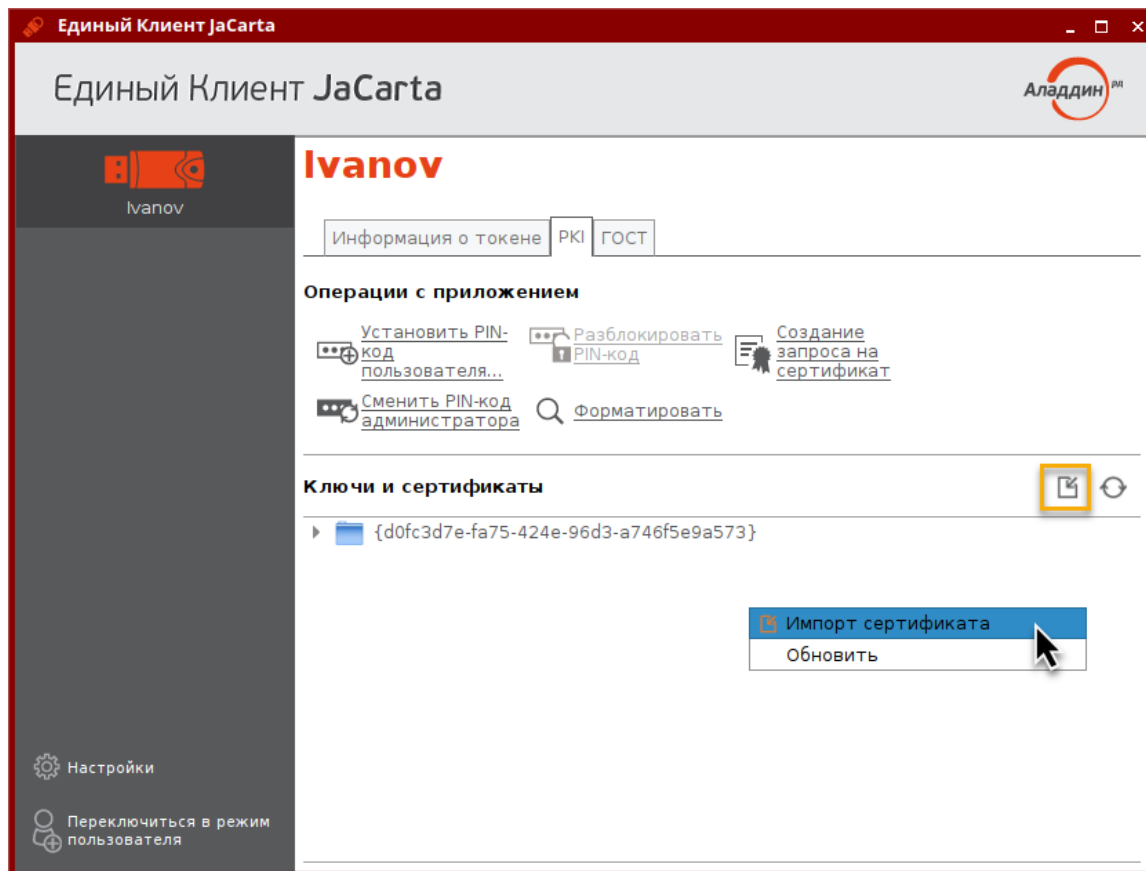 Единый Клиент JaCarta
Единый Клиент JaCarta
Аладдин РД
Ivanov
Ivanov
Информация о токене
PKI
ГОСТ
Операции с приложением
Установить PIN-
код
пользователя...
Разблокировать
PIN-код
Создание
запроса на
сертификат
Сменить PIN-код
администратора
Форматировать
Ключи и сертификаты
{d0fc3d7e-fa75-424e-96d3-a746f5e9a573}
Импорт сертификата
Обновить
Настройки
Переключиться в режим
пользователя